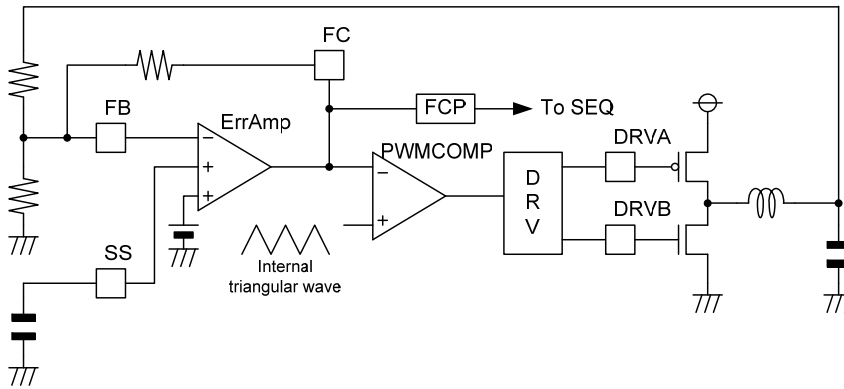 FC
FCP
To SEQ
FB
ErrAmp
DRVA
PWMCOMP
−
+
+
−
+
D
R
V
DRVB
SS
Internal
triangular wave